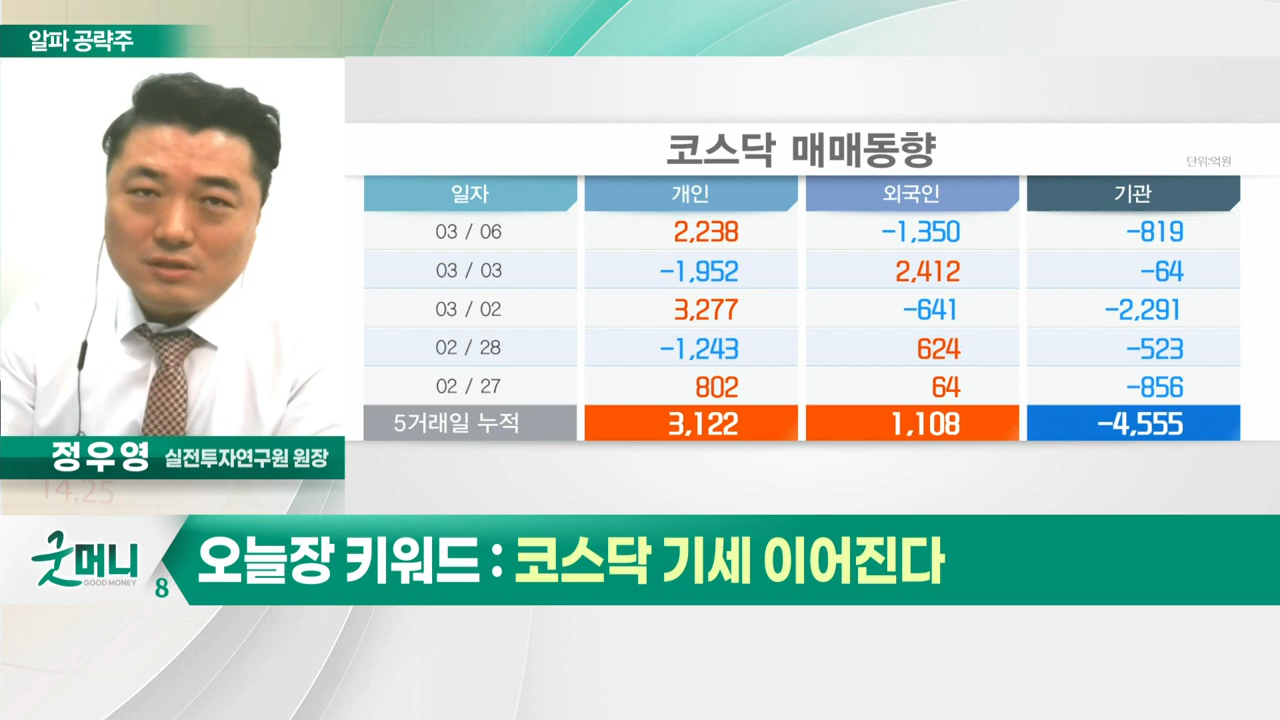 알파 공략주
코스닥 매매동향
단위:억원
일자 개인 외국인 기관
03 / 06 2,238 -1,350 -819
03 / 03 -1,952 2,412 -64
03 / 02 3,277 -641 -2,291
02 / 28 -1,243 624 -523
02 / 27 802 64 -856
5거래일 누적 3,122 1,108 -4,555
정우영 실전투자연구원 원장
14.25
굿머니
GOOD MONEY
8
오늘장 키워드 : 코스닥 기세 이어진다